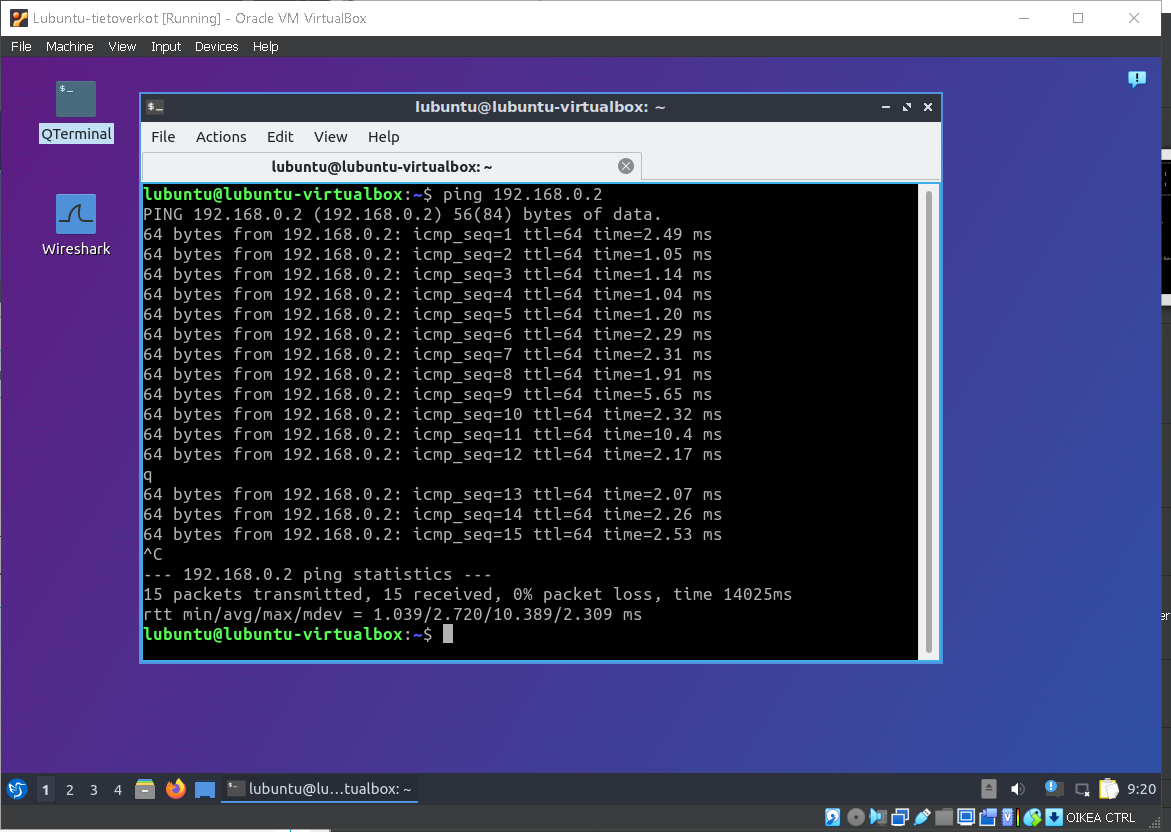 Lubuntu-tietoverkot [Running] - Oracle VM VirtualBox
File Machine View Input Devices Help
$_
QTerminal
Wireshark
$_ lubuntu@lubuntu-virtualbox: ~
File Actions Edit View Help
lubuntu@lubuntu-virtualbox: ~
lubuntu@lubuntu-virtualbox:~$ ping 192.168.0.2
PING 192.168.0.2 (192.168.0.2) 56(84) bytes of data.
64 bytes from 192.168.0.2: icmp_seq=1 ttl=64 time=2.49 ms
64 bytes from 192.168.0.2: icmp_seq=2 ttl=64 time=1.05 ms
64 bytes from 192.168.0.2: icmp_seq=3 ttl=64 time=1.14 ms
64 bytes from 192.168.0.2: icmp_seq=4 ttl=64 time=1.04 ms
64 bytes from 192.168.0.2: icmp_seq=5 ttl=64 time=1.20 ms
64 bytes from 192.168.0.2: icmp_seq=6 ttl=64 time=2.29 ms
64 bytes from 192.168.0.2: icmp_seq=7 ttl=64 time=2.31 ms
64 bytes from 192.168.0.2: icmp_seq=8 ttl=64 time=1.91 ms
64 bytes from 192.168.0.2: icmp_seq=9 ttl=64 time=5.65 ms
64 bytes from 192.168.0.2: icmp_seq=10 ttl=64 time=2.32 ms
64 bytes from 192.168.0.2: icmp_seq=11 ttl=64 time=10.4 ms
64 bytes from 192.168.0.2: icmp_seq=12 ttl=64 time=2.17 ms
q
64 bytes from 192.168.0.2: icmp_seq=13 ttl=64 time=2.07 ms
64 bytes from 192.168.0.2: icmp_seq=14 ttl=64 time=2.26 ms
64 bytes from 192.168.0.2: icmp_seq=15 ttl=64 time=2.53 ms
^C
--- 192.168.0.2 ping statistics ---
15 packets transmitted, 15 received, 0% packet loss, time 14025ms
rtt min/avg/max/mdev = 1.039/2.720/10.389/2.309 ms
lubuntu@lubuntu-virtualbox:~$
1 2 3 4 lubuntu@lu...tualbox: ~ 9:20
OIKEA CTRL